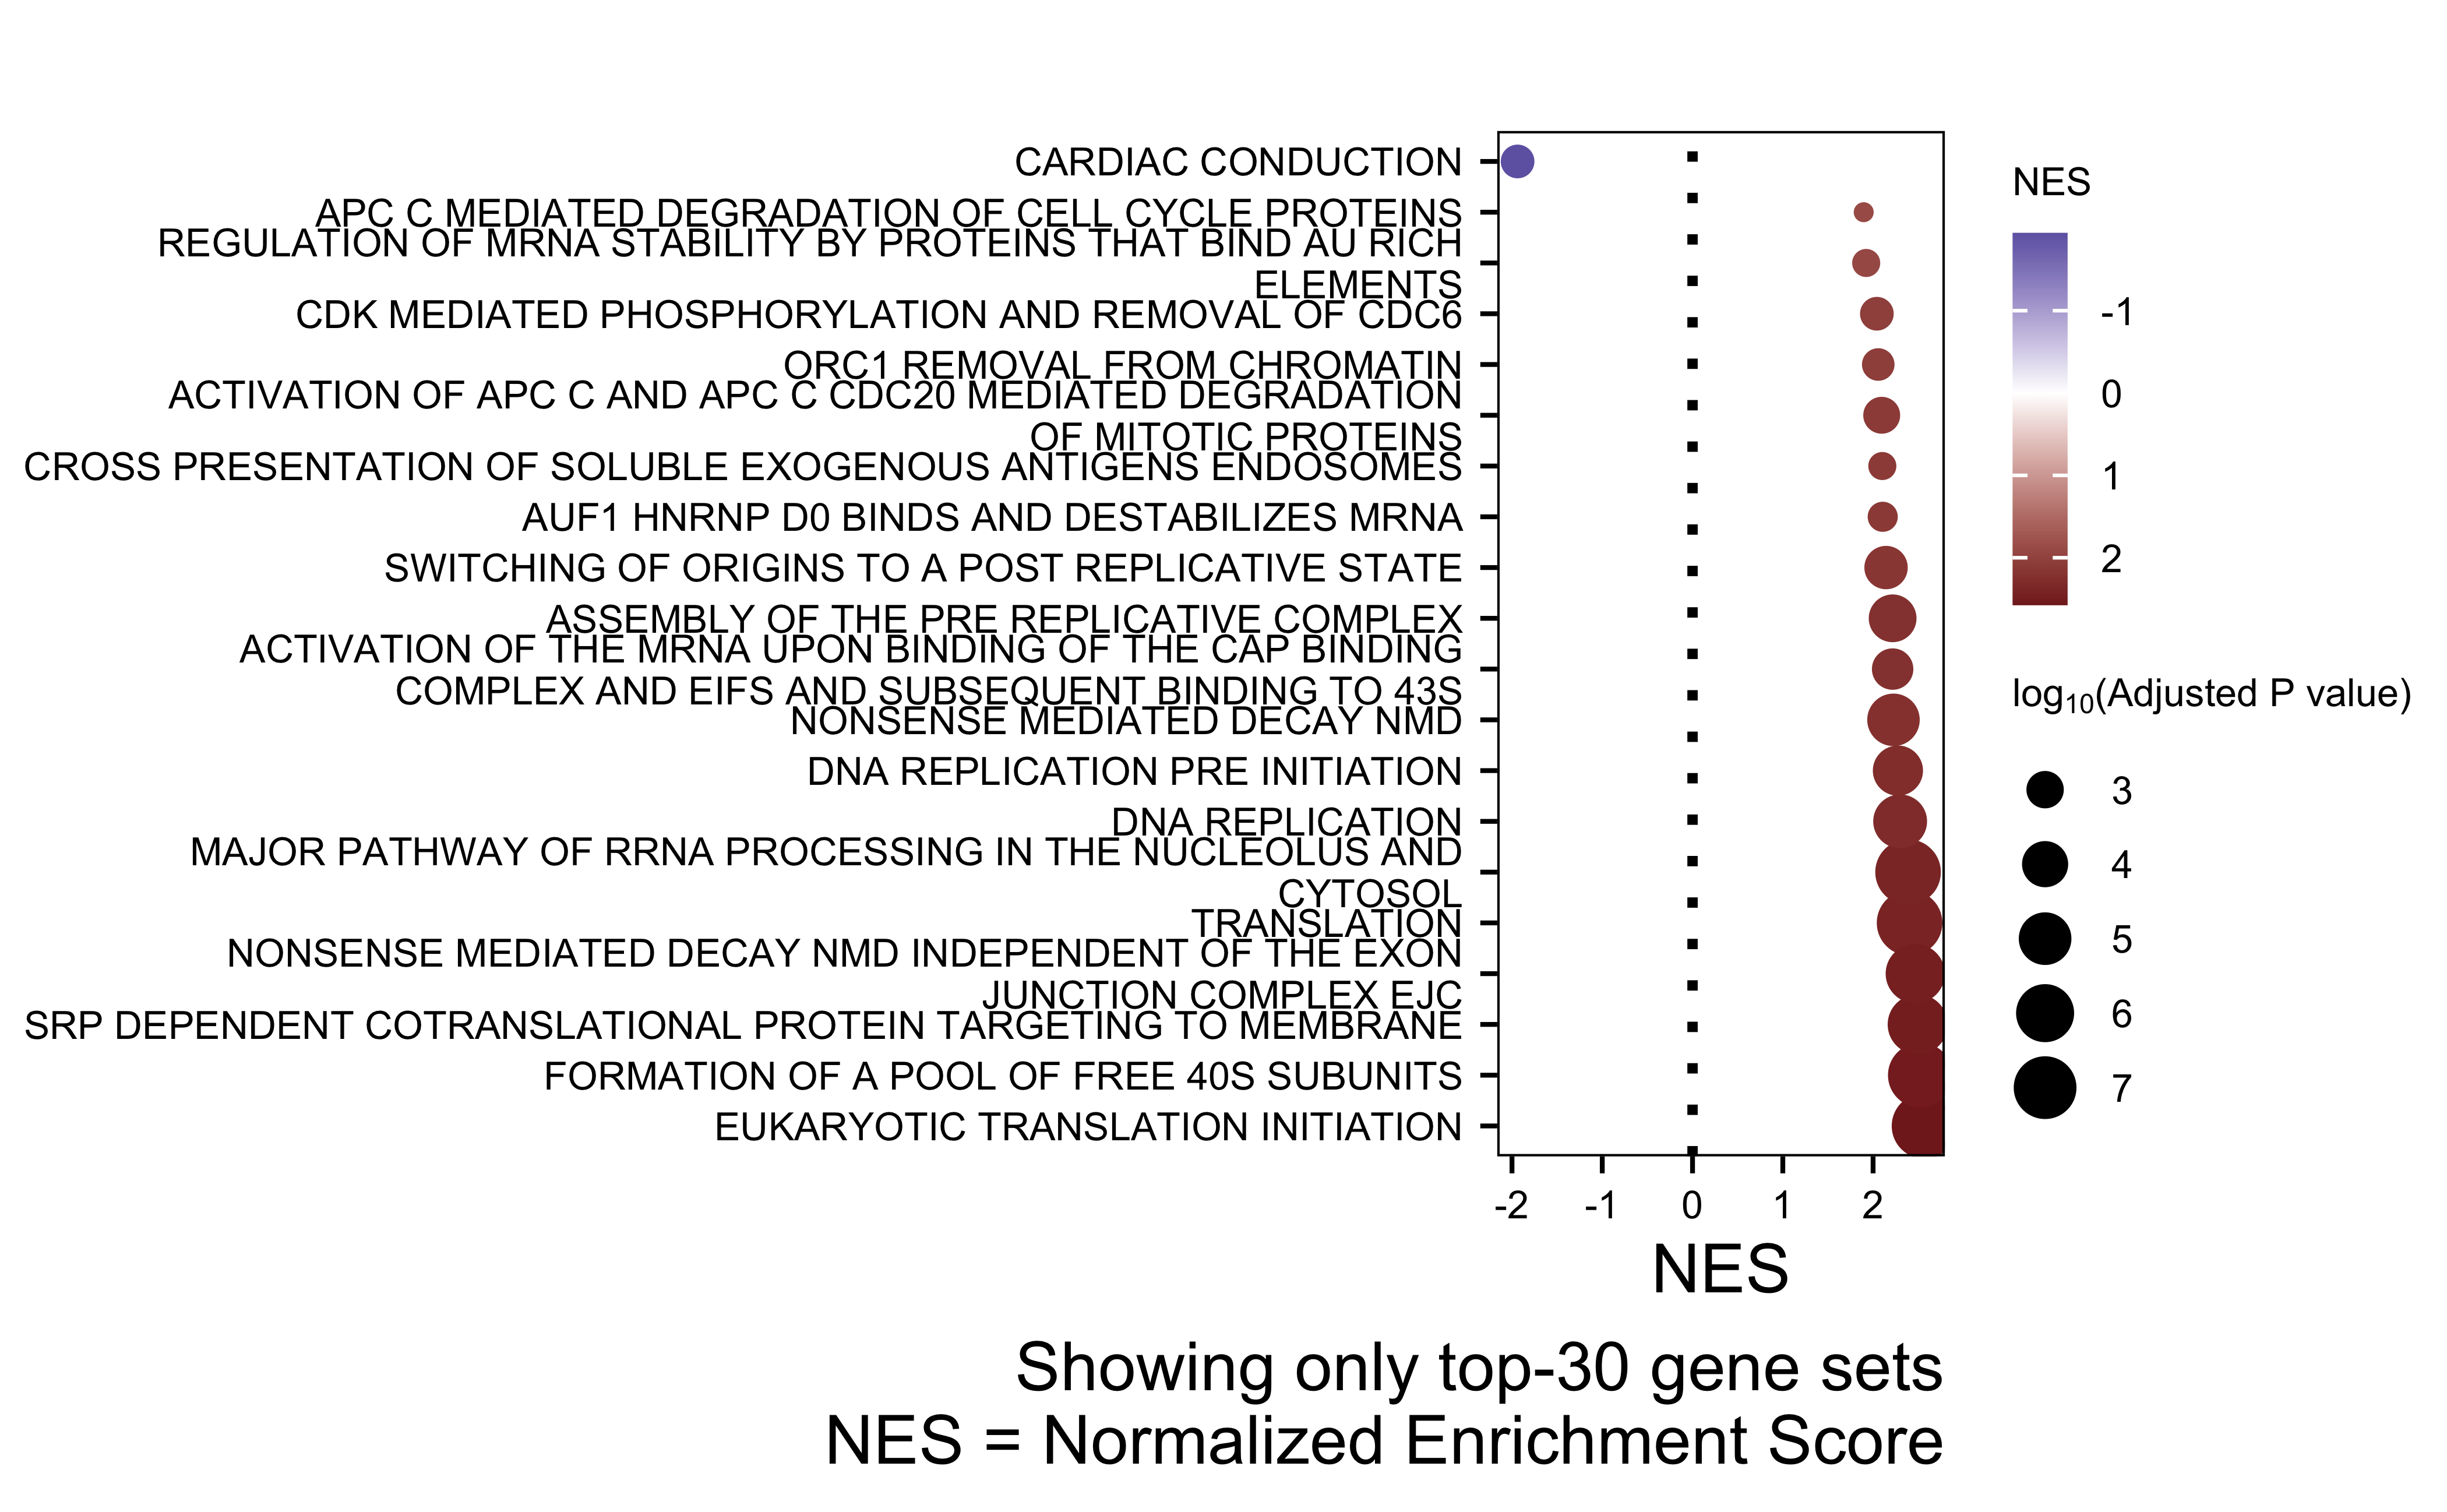 CARDIAC CONDUCTION
APC C MEDIATED DEGRADATION OF CELL CYCLE PROTEINS
REGULATION OF MRNA STABILITY BY PROTEINS THAT BIND AU RICH
ELEMENTS
CDK MEDIATED PHOSPHORYLATION AND REMOVAL OF CDC6
ORC1 REMOVAL FROM CHROMATIN
ACTIVATION OF APC C AND APC C CDC20 MEDIATED DEGRADATION
OF MITOTIC PROTEINS
CROSS PRESENTATION OF SOLUBLE EXOGENOUS ANTIGENS ENDOSOMES
AUF1 HNRNP D0 BINDS AND DESTABILIZES MRNA
SWITCHING OF ORIGINS TO A POST REPLICATIVE STATE
ASSEMBLY OF THE PRE REPLICATIVE COMPLEX
ACTIVATION OF THE MRNA UPON BINDING OF THE CAP BINDING
COMPLEX AND EIFS AND SUBSEQUENT BINDING TO 43S
NONSENSE MEDIATED DECAY NMD
DNA REPLICATION PRE INITIATION
DNA REPLICATION
MAJOR PATHWAY OF RRNA PROCESSING IN THE NUCLEOLUS AND
CYTOSOL
TRANSLATION
NONSENSE MEDIATED DECAY NMD INDEPENDENT OF THE EXON
JUNCTION COMPLEX EJC
SRP DEPENDENT COTRANSLATIONAL PROTEIN TARGETING TO MEMBRANE
FORMATION OF A POOL OF FREE 40S SUBUNITS
EUKARYOTIC TRANSLATION INITIATION
-2 -1 0 1 2
NES
Showing only top-30 gene sets
NES = Normalized Enrichment Score
NES
-1
0
1
2
log10(Adjusted P value)
3
4
5
6
7